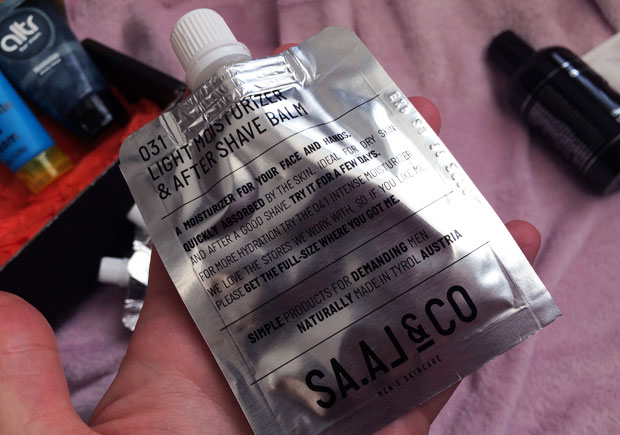 altr
031
LIGHT MOISTURIZER
& AFTER SHAVE BALM
A MOISTURIZER FOR YOUR FACE AND HANDS.
QUICKLY ABSORBED BY THE SKIN. IDEAL FOR DRY SKIN
AND AFTER A GOOD SHAVE. TRY IT FOR A FEW DAYS.
FOR MORE HYDRATION TRY THE 041 INTENSE MOISTURIZER.
WE LOVE THE STORES WE WORK WITH, SO IF YOU LIKE ME,
PLEASE GET THE FULL-SIZE WHERE YOU GOT ME.
SIMPLE PRODUCTS FOR DEMANDING MEN
NATURALLY MADE IN TYROL AUSTRIA
SA.AL&CO
MEN'S SKINCARE